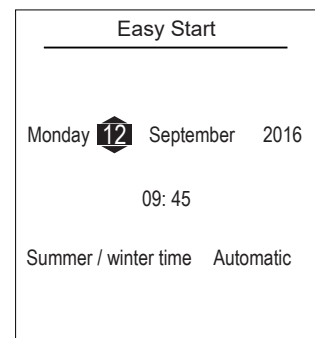 Easy Start
Monday 12 September 2016
09: 45
Summer / winter time Automatic